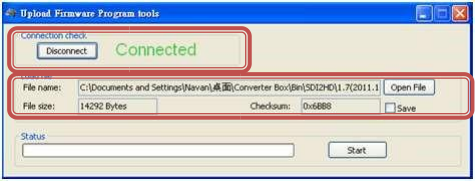 Upload Firmware Program tools
Connection check
Disconnect Connected
Load file
File name: C:\Documents and Settings\Navan\桌面\Converter Box\Bin\SDI2HD\1.7(2011.1 Open File
File size: 14292 Bytes Checksum: 0x6BB8 Save
Status
Start